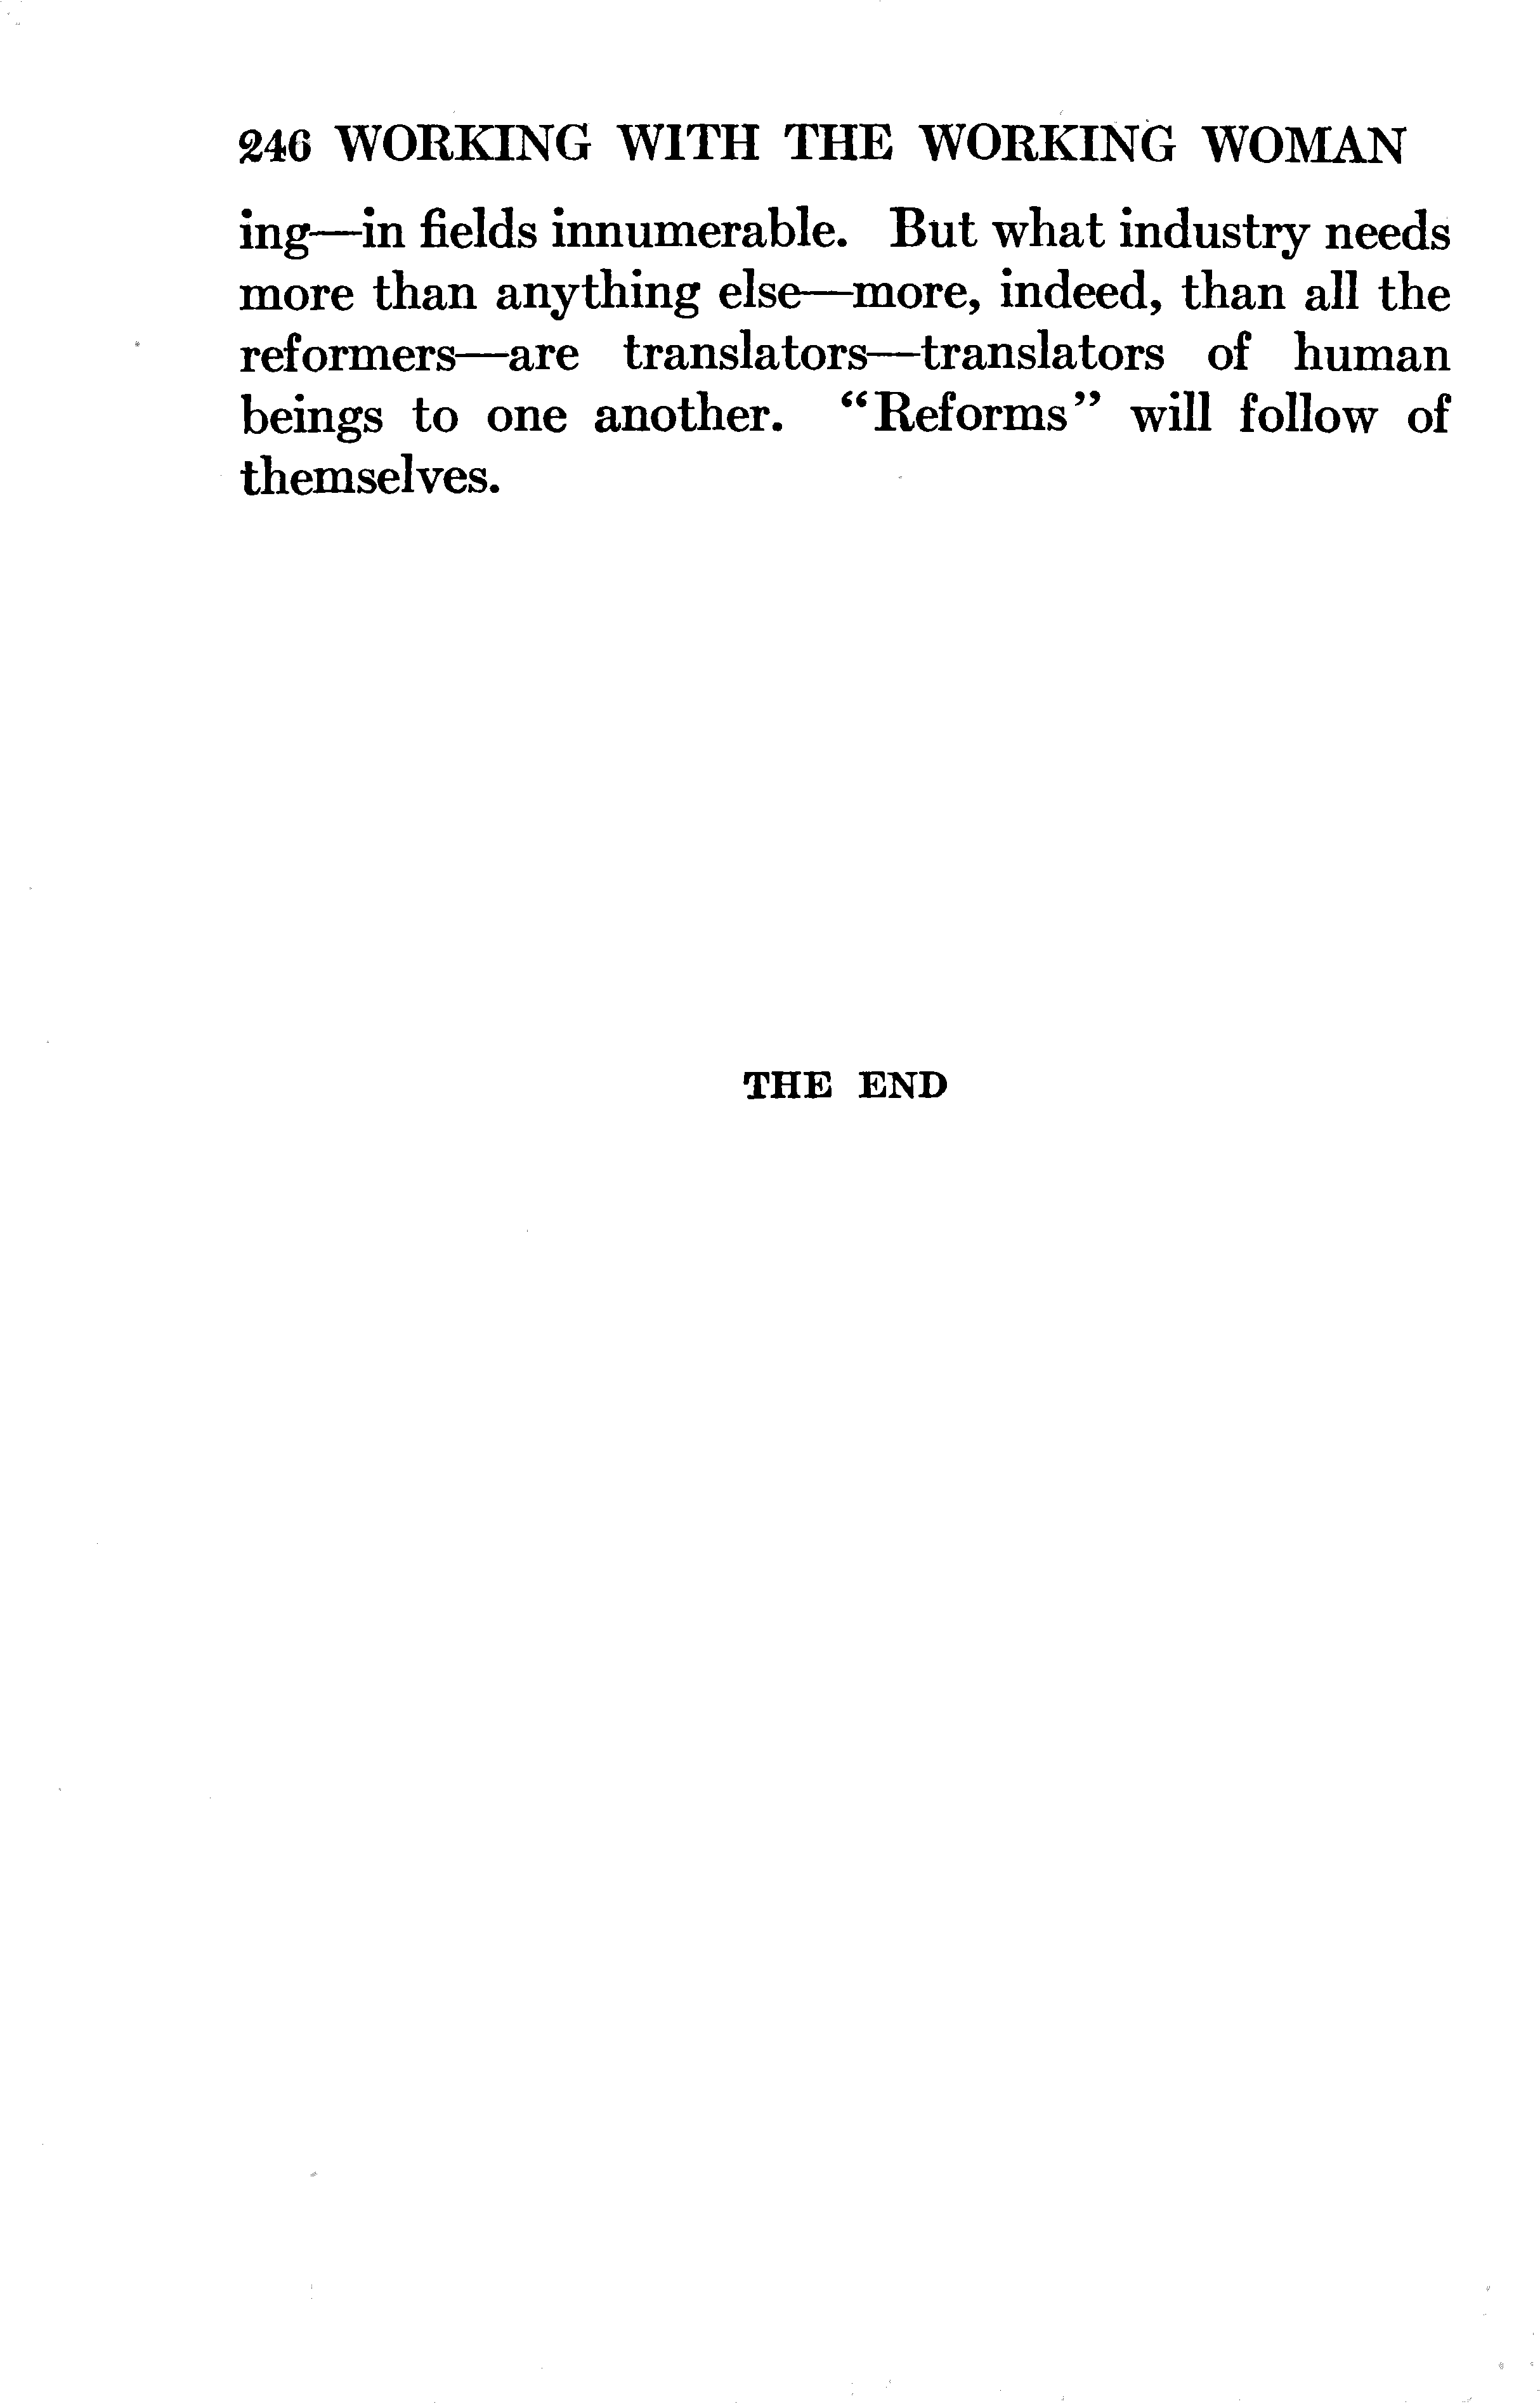 246 WORKING WITH THE WORKING WOMAN
ing—in fields innumerable. But what industry needs
more than anything else—more, indeed, than all the
reformers—are translators—translators of human
beings to one another. “Reforms” will follow of
themselves.
THE END